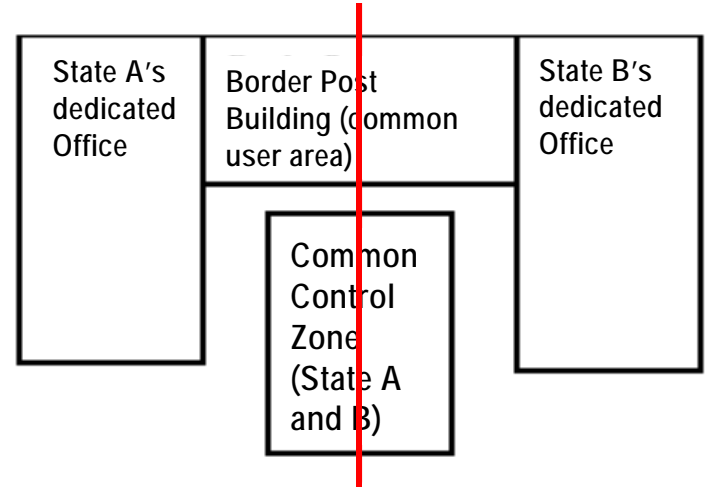 State A's
dedicated
Office
Border Post
Building (common
user area)
State B's
dedicated
Office
Common
Control
Zone
(State A
and B)